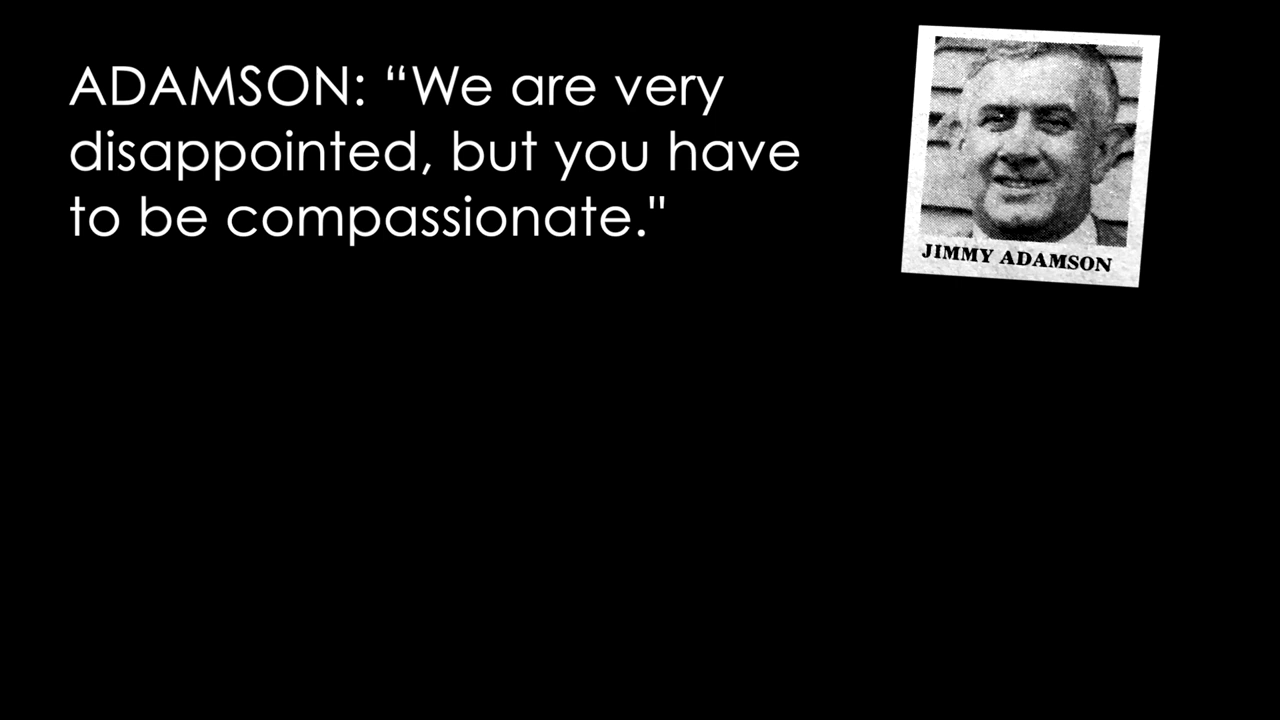 ADAMSON: “We are very
disappointed, but you have
to be compassionate."
JIMMY ADAMSON